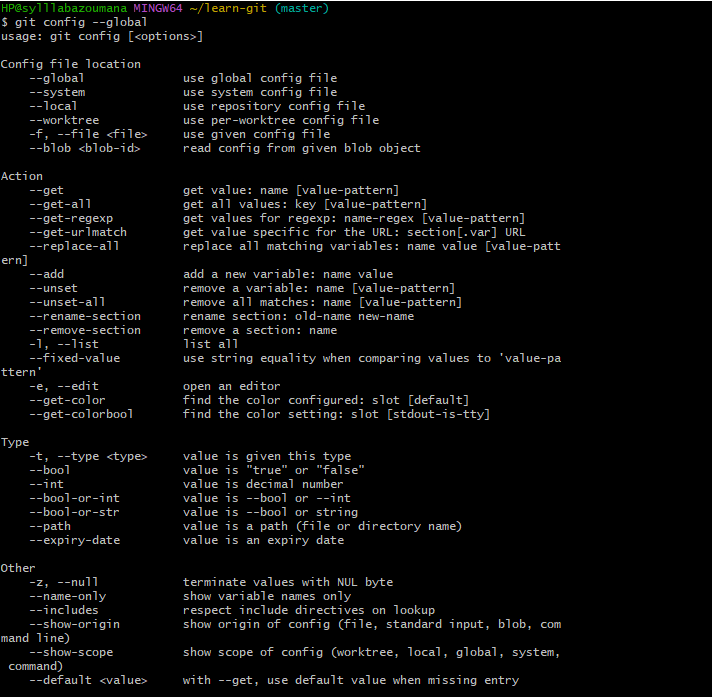 HP@sylllabazoumana MINGW64 ~/learn-git (master)
$ git config --global
usage: git config [<options>]

Config file location
    --global              use global config file
    --system              use system config file
    --local               use repository config file
    --worktree            use per-worktree config file
    -f, --file <file>     use given config file
    --blob <blob-id>      read config from given blob object

Action
    --get                 get value: name [value-pattern]
    --get-all             get all values: key [value-pattern]
    --get-regexp          get values for regexp: name-regex [value-pattern]
    --get-urlmatch        get value specific for the URL: section[.var] URL
    --replace-all         replace all matching variables: name value [value-patt
ern]
    --add                 add a new variable: name value
    --unset               remove a variable: name [value-pattern]
    --unset-all           remove all matches: name [value-pattern]
    --rename-section      rename section: old-name new-name
    --remove-section      remove a section: name
    -l, --list            list all
    --fixed-value         use string equality when comparing values to 'value-pa
ttern'
    -e, --edit            open an editor
    --get-color           find the color configured: slot [default]
    --get-colorbool       find the color setting: slot [stdout-is-tty]

Type
    -t, --type <type>     value is given this type
    --bool                value is "true" or "false"
    --int                 value is decimal number
    --bool-or-int         value is --bool or --int
    --bool-or-str         value is --bool or string
    --path                value is a path (file or directory name)
    --expiry-date         value is an expiry date

Other
    -z, --null            terminate values with NUL byte
    --name-only           show variable names only
    --includes            respect include directives on lookup
    --show-origin         show origin of config (file, standard input, blob, com
mand line)
    --show-scope          show scope of config (worktree, local, global, system,
 command)
    --default <value>     with --get, use default value when missing entry